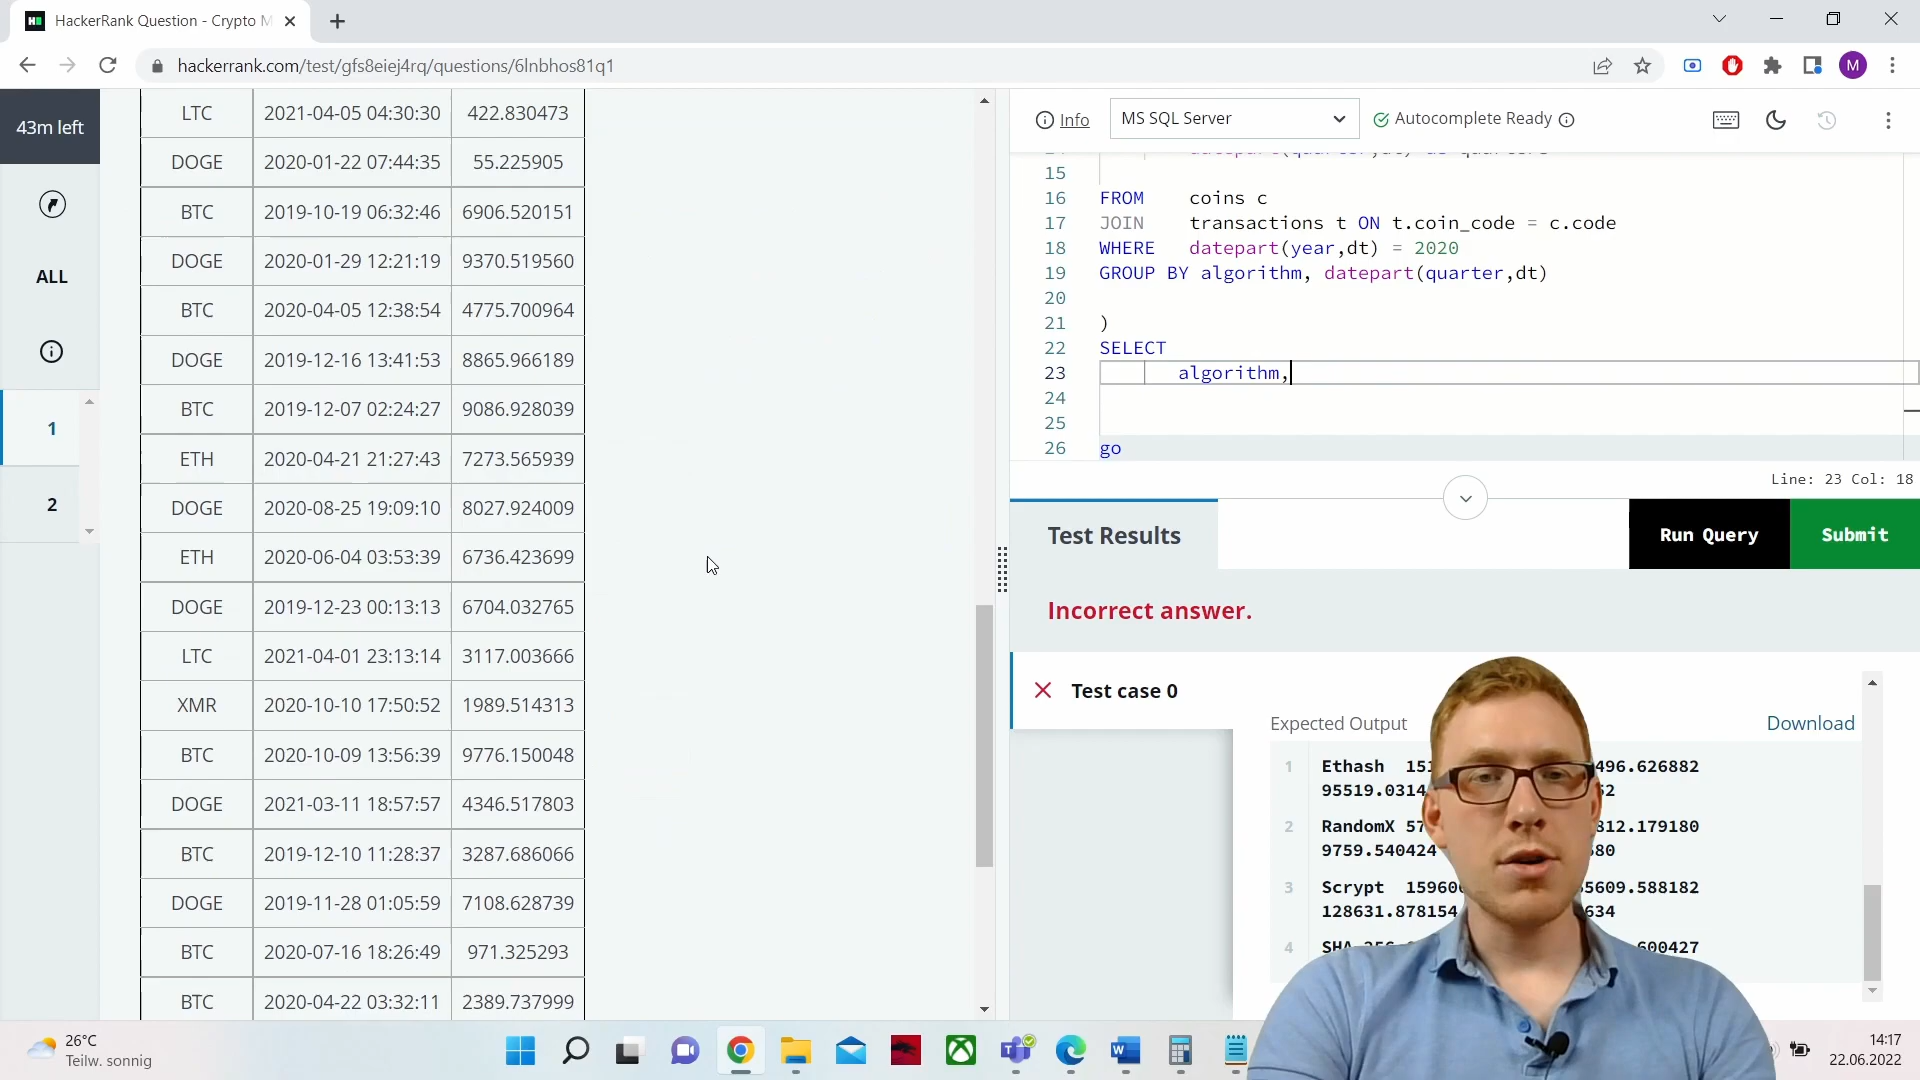 HackerRank Question - Crypto M
hackerrank.com/test/gfs8eiej4rq/questions/6lnbhos81q1
M
43m left
ALL
1
2
LTC 2021-04-05 04:30:30 422.830473
DOGE 2020-01-22 07:44:35 55.225905
BTC 2019-10-19 06:32:46 6906.520151
DOGE 2020-01-29 12:21:19 9370.519560
BTC 2020-04-05 12:38:54 4775.700964
DOGE 2019-12-16 13:41:53 8865.966189
BTC 2019-12-07 02:24:27 9086.928039
ETH 2020-04-21 21:27:43 7273.565939
DOGE 2020-08-25 19:09:10 8027.924009
ETH 2020-06-04 03:53:39 6736.423699
DOGE 2019-12-23 00:13:13 6704.032765
LTC 2021-04-01 23:13:14 3117.003666
XMR 2020-10-10 17:50:52 1989.514313
BTC 2020-10-09 13:56:39 9776.150048
DOGE 2021-03-11 18:57:57 4346.517803
BTC 2019-12-10 11:28:37 3287.686066
DOGE 2019-11-28 01:05:59 7108.628739
BTC 2020-07-16 18:26:49 971.325293
BTC 2020-04-22 03:32:11 2389.737999
Info
MS SQL Server
Autocomplete Ready
15
16 FROM coins c
17 JOIN transactions t ON t.coin_code = c.code
18 WHERE datepart(year,dt) = 2020
19 GROUP BY algorithm, datepart(quarter,dt)
20
21 )
22 SELECT
23 algorithm,
24
25
26 go
Line: 23 Col: 18
Test Results
Run Query
Submit
Incorrect answer.
Test case 0
Expected Output
Download
1 Ethash 496.626882
95519.0314
2 RandomX 812.179180
9759.540424
3 Scrypt 5609.588182
128631.878154
4 600427
26°C
Teilw. sonnig
14:17
22.06.2022